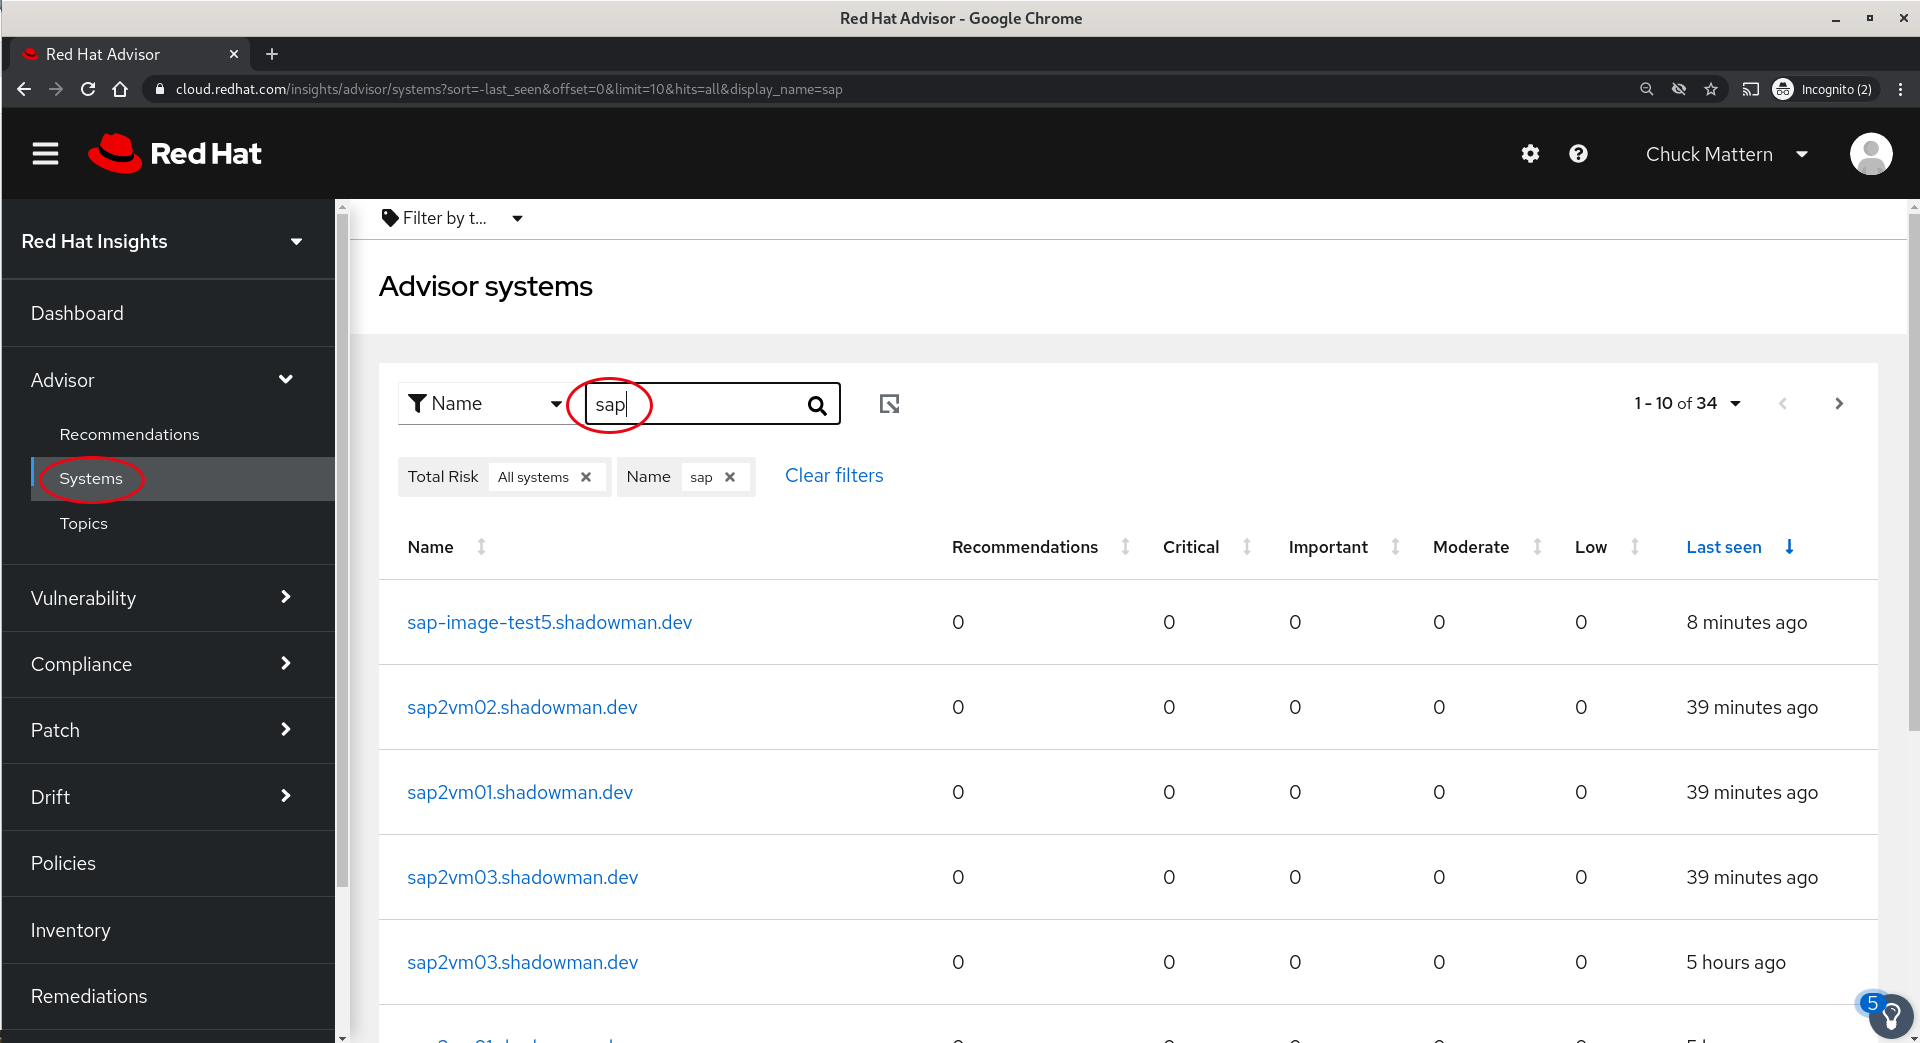 Red Hat Advisor - Google Chrome
Red Hat Advisor
cloud.redhat.com/insights/advisor/systems?sort=-last_seen&offset=0&limit=10&hits=all&display_name=sap
Incognito (2)
Red Hat
Chuck Mattern
Red Hat Insights
Dashboard
Advisor
Recommendations
Systems
Topics
Vulnerability
Compliance
Patch
Drift
Policies
Inventory
Remediations
Filter by t...
Advisor systems
Name sap 1 - 10 of 34
Total Risk All systems Name sap Clear filters
Name Recommendations Critical Important Moderate Low Last seen
sap-image-test5.shadowman.dev 0 0 0 0 0 8 minutes ago
sap2vm02.shadowman.dev 0 0 0 0 0 39 minutes ago
sap2vm01.shadowman.dev 0 0 0 0 0 39 minutes ago
sap2vm03.shadowman.dev 0 0 0 0 0 39 minutes ago
sap2vm03.shadowman.dev 0 0 0 0 0 5 hours ago
5